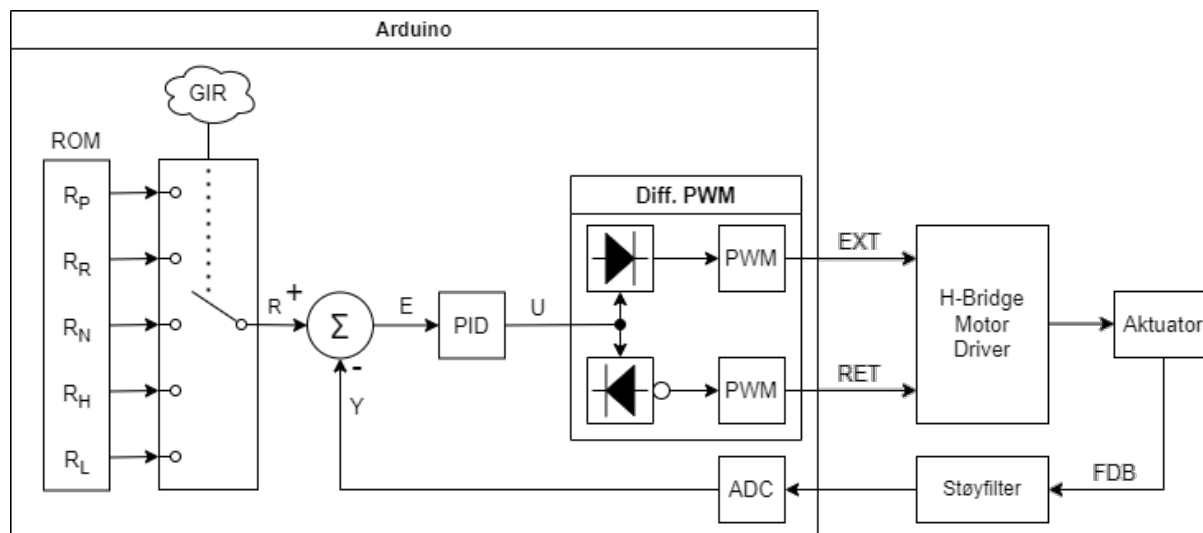 Arduino
GIR
ROM
R_P
R_R
R_N
R_H
R_L
R
+
Σ
-
Y
E
PID
U
Diff. PWM
PWM
PWM
EXT
RET
H-Bridge
Motor
Driver
Aktuator
FDB
Støyfilter
ADC